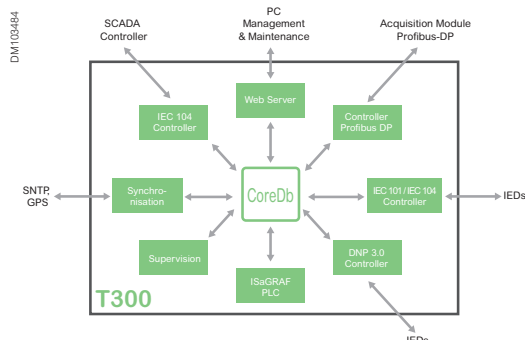 DM103484
SCADA
Controller
PC
Management
& Maintenance
Acquisition Module
Profibus-DP
Web Server
IEC 104
Controller
Controller
Profibus DP
SNTP,
GPS
Synchro-
nisation
CoreDb
IEC 101 / IEC 104
Controller
IEDs
Supervision
ISaGRAF
PLC
DNP 3.0
Controller
T300
IEDs